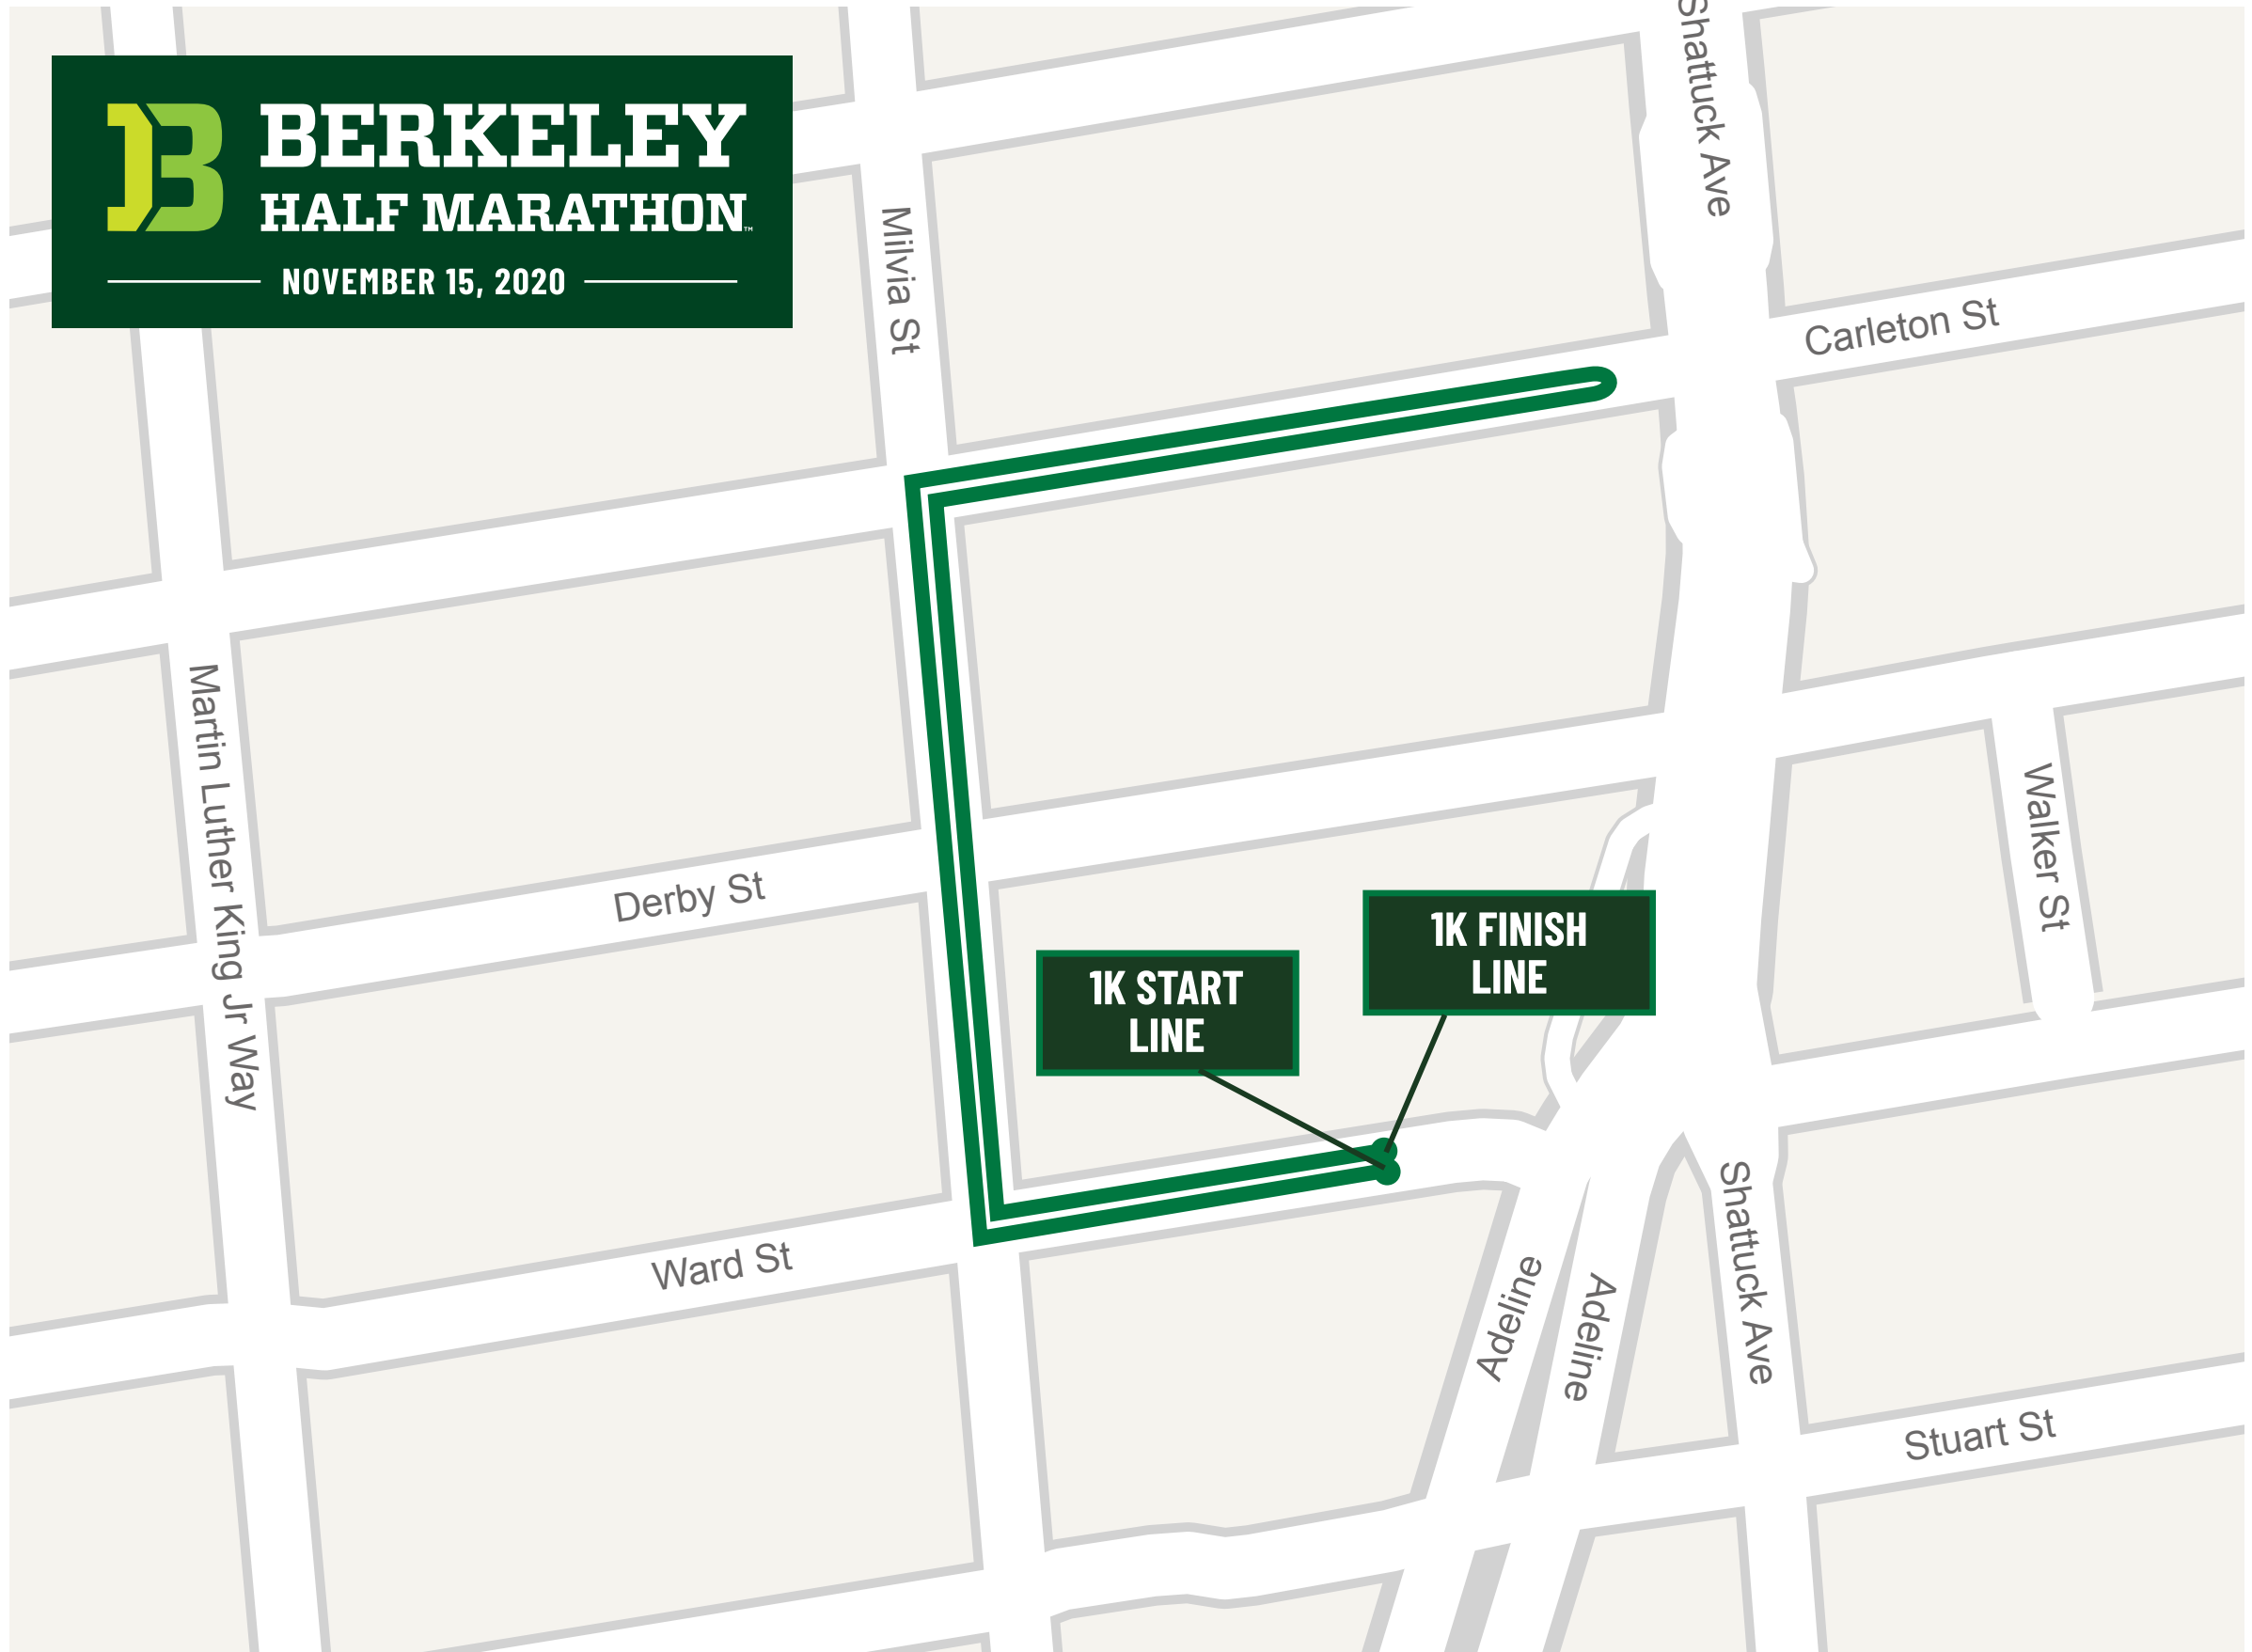 BERKELEY
HALF MARATHON™
NOVEMBER 15, 2020
Shattuck Ave
Milvia St
Carleton St
Martin Luther King Jr Way
Walker St
Derby St
1K FINISH
LINE
1K START
LINE
Ward St
Adeline
Adeline
Shattuck Ave
Stuart St